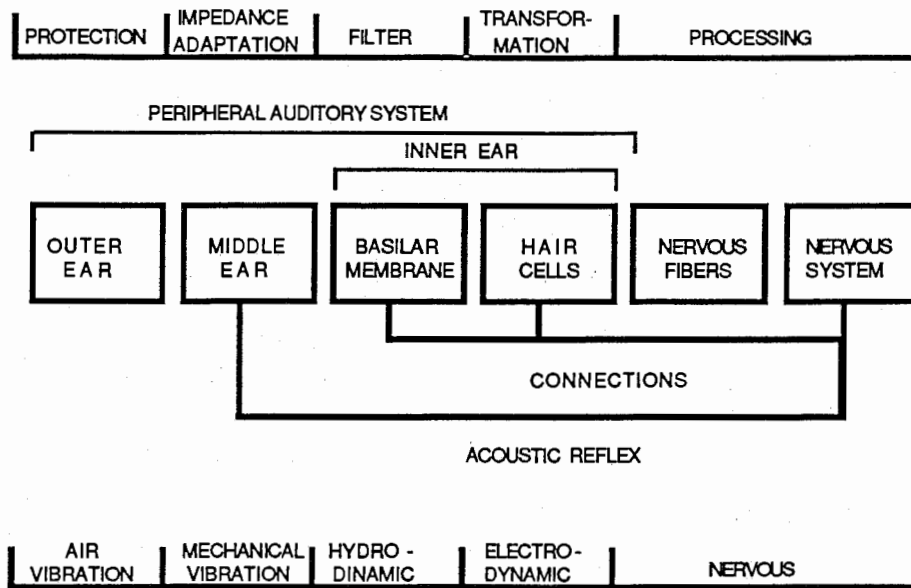 PROTECTION
IMPEDANCE
ADAPTATION
FILTER
TRANSFOR-
MATION
PROCESSING
PERIPHERAL AUDITORY SYSTEM
INNER EAR
OUTER
EAR
MIDDLE
EAR
BASILAR
MEMBRANE
HAIR
CELLS
NERVOUS
FIBERS
NERVOUS
SYSTEM
CONNECTIONS
ACOUSTIC REFLEX
AIR
VIBRATION
MECHANICAL
VIBRATION
HYDRO -
DINAMIC
ELECTRO-
DYNAMIC
NERVOUS